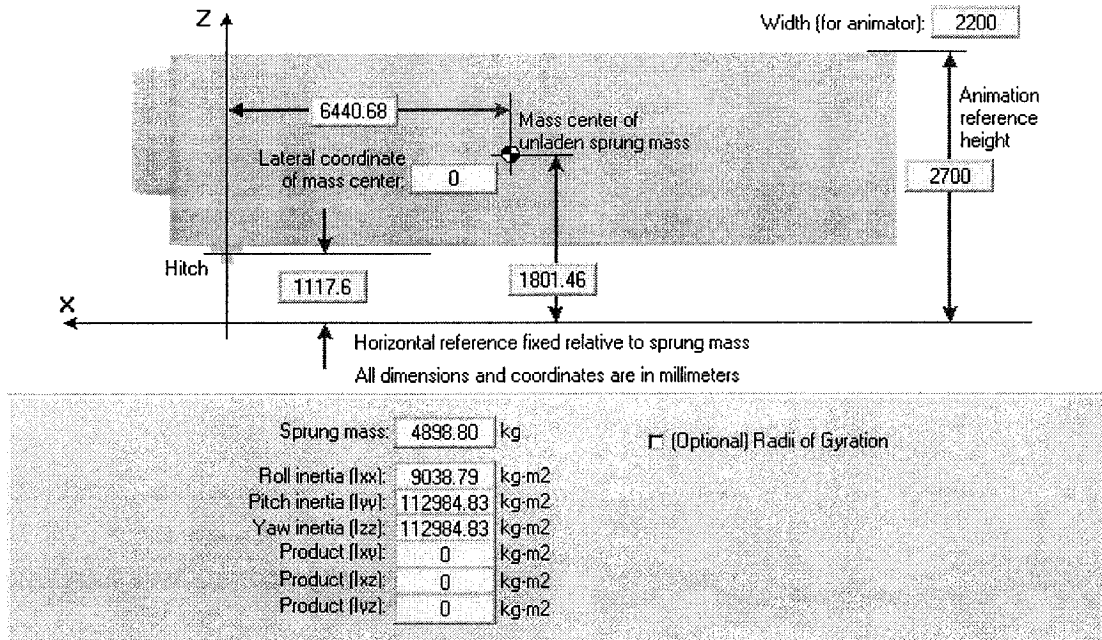 Z
Width (for animator): 2200
6440.68
Mass center of
unladen sprung mass
Animation
reference
height
Lateral coordinate
of mass center: 0
2700
Hitch
1117.6
1801.46
X
Horizontal reference fixed relative to sprung mass
All dimensions and coordinates are in millimeters
Sprung mass: 4898.80 kg
(Optional) Radii of Gyration
Roll inertia (Ixx): 9038.79 kg-m2
Pitch inertia (Iyy): 112984.83 kg-m2
Yaw inertia (Izz): 112984.83 kg-m2
Product (Ixy): 0 kg-m2
Product (Ixz): 0 kg-m2
Product (Iyz): 0 kg-m2